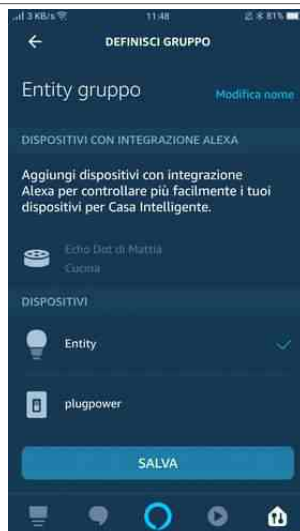 3 KB/s 11:48 81%
DEFINISCI GRUPPO
Entity gruppo
Modifica nome
DISPOSITIVI CON INTEGRAZIONE ALEXA
Aggiungi dispositivi con integrazione
Alexa per controllare più facilmente i tuoi
dispositivi per Casa Intelligente.
Echo Dot di Mattia
Cucina
DISPOSITIVI
Entity
plugpower
SALVA